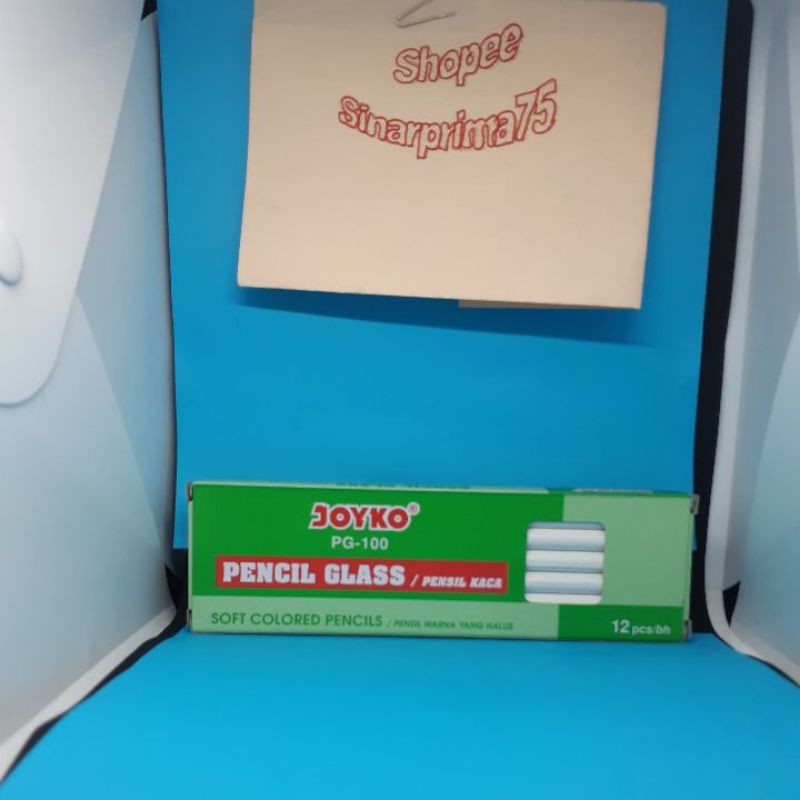 Shopee
Sinarprima75
JOYKO®
PG-100
PENCIL GLASS / PENSIL KACA
SOFT COLORED PENCILS / PENSIL WARNA YANG HALUS
12 pcs/bh